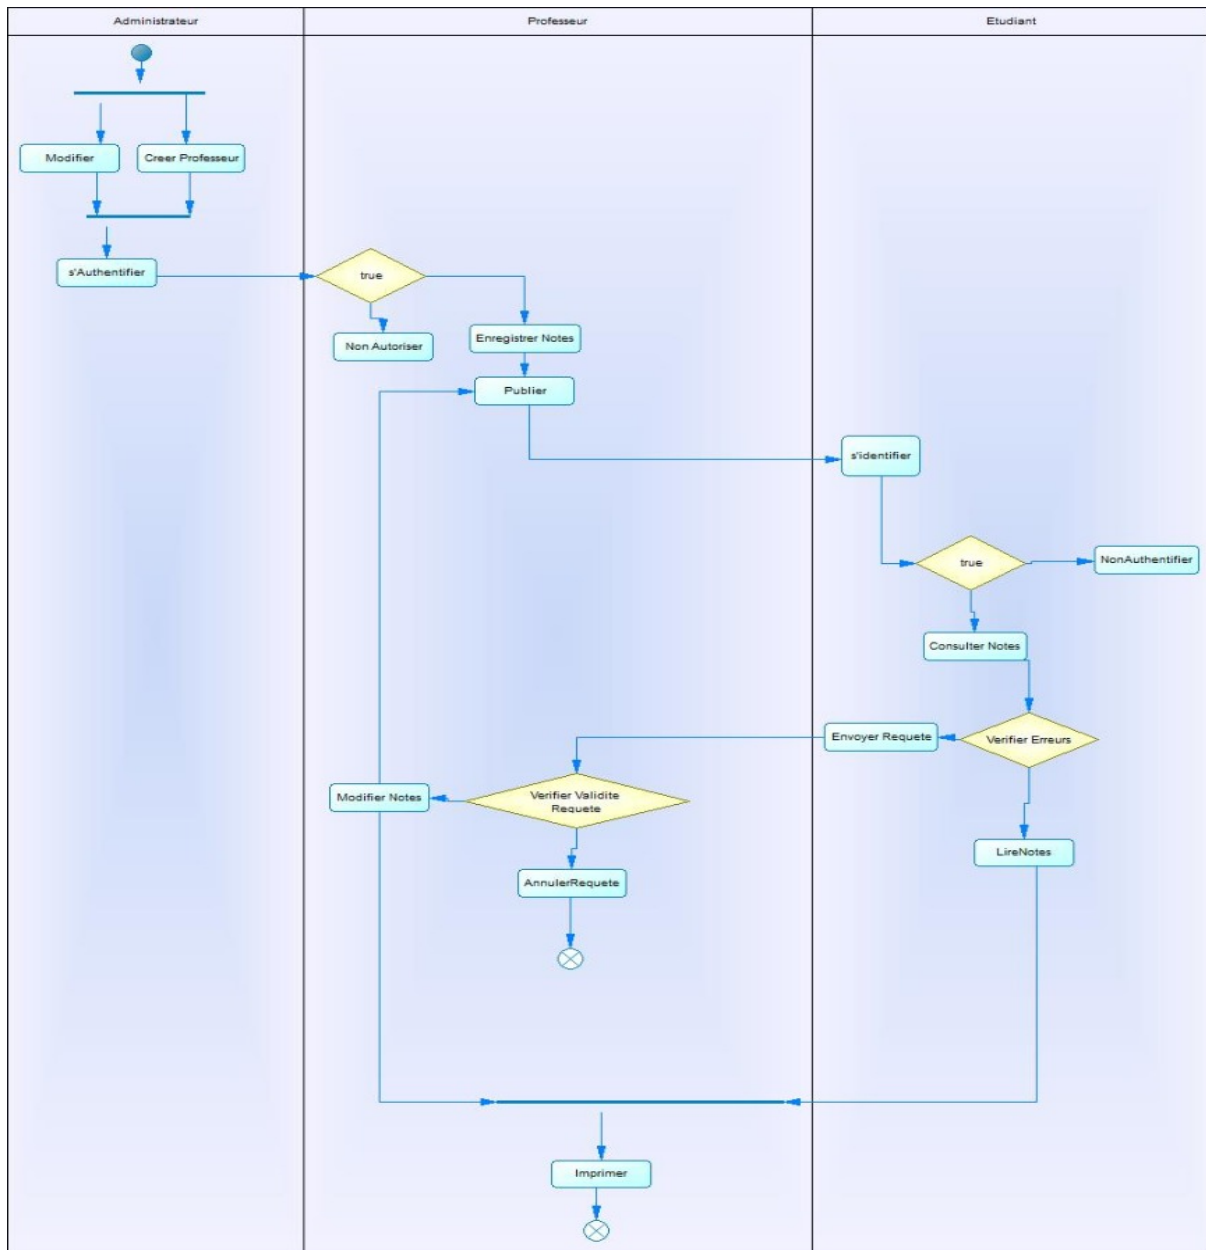 Administrateur
Professeur
Etudiant
Modifier
Creer Professeur
s'Authentifier
true
Non Autoriser
Enregistrer Notes
Publier
s'identifier
true
NonAuthentifier
Consulter Notes
Envoyer Requete
Verifier Erreurs
Modifier Notes
Verifier Validite
Requete
LireNotes
AnnulerRequete
Imprimer